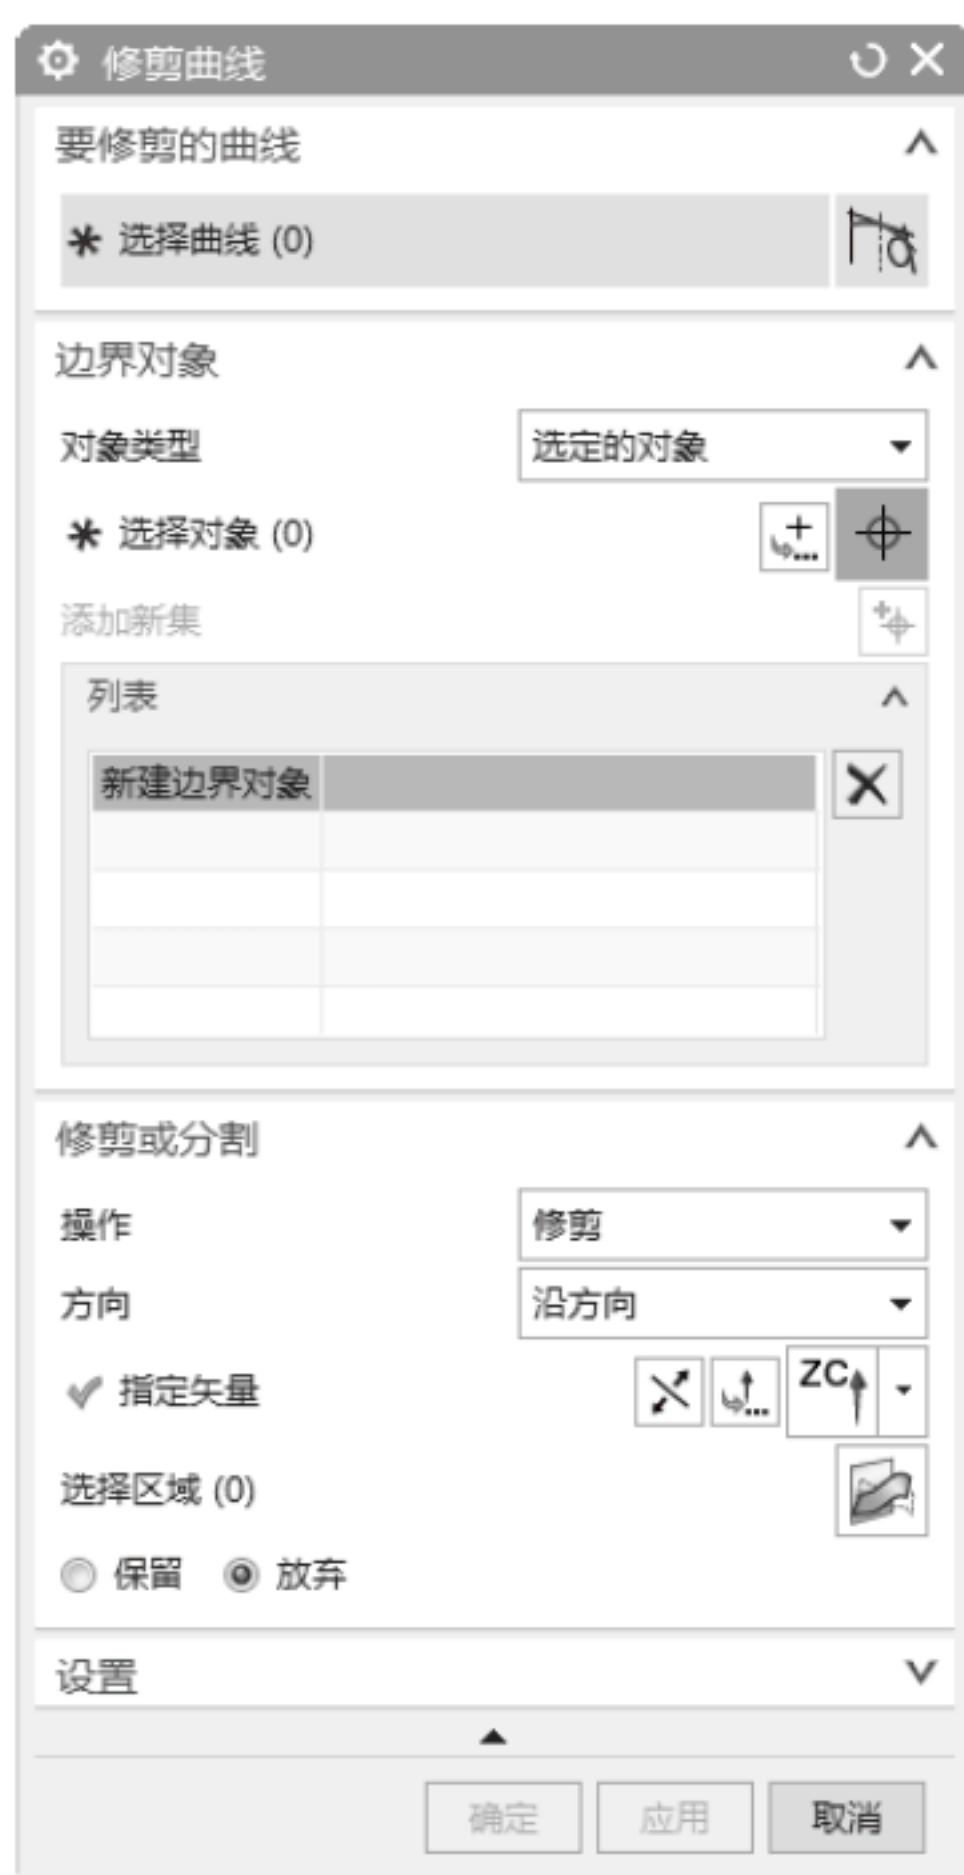 修剪曲线
要修剪的曲线
* 选择曲线 (0)
边界对象
对象类型 选定的对象
* 选择对象 (0)
添加新集
列表
新建边界对象
修剪或分割
操作 修剪
方向 沿方向
指定矢量 ZC
选择区域 (0)
保留 放弃
设置
确定 应用 取消